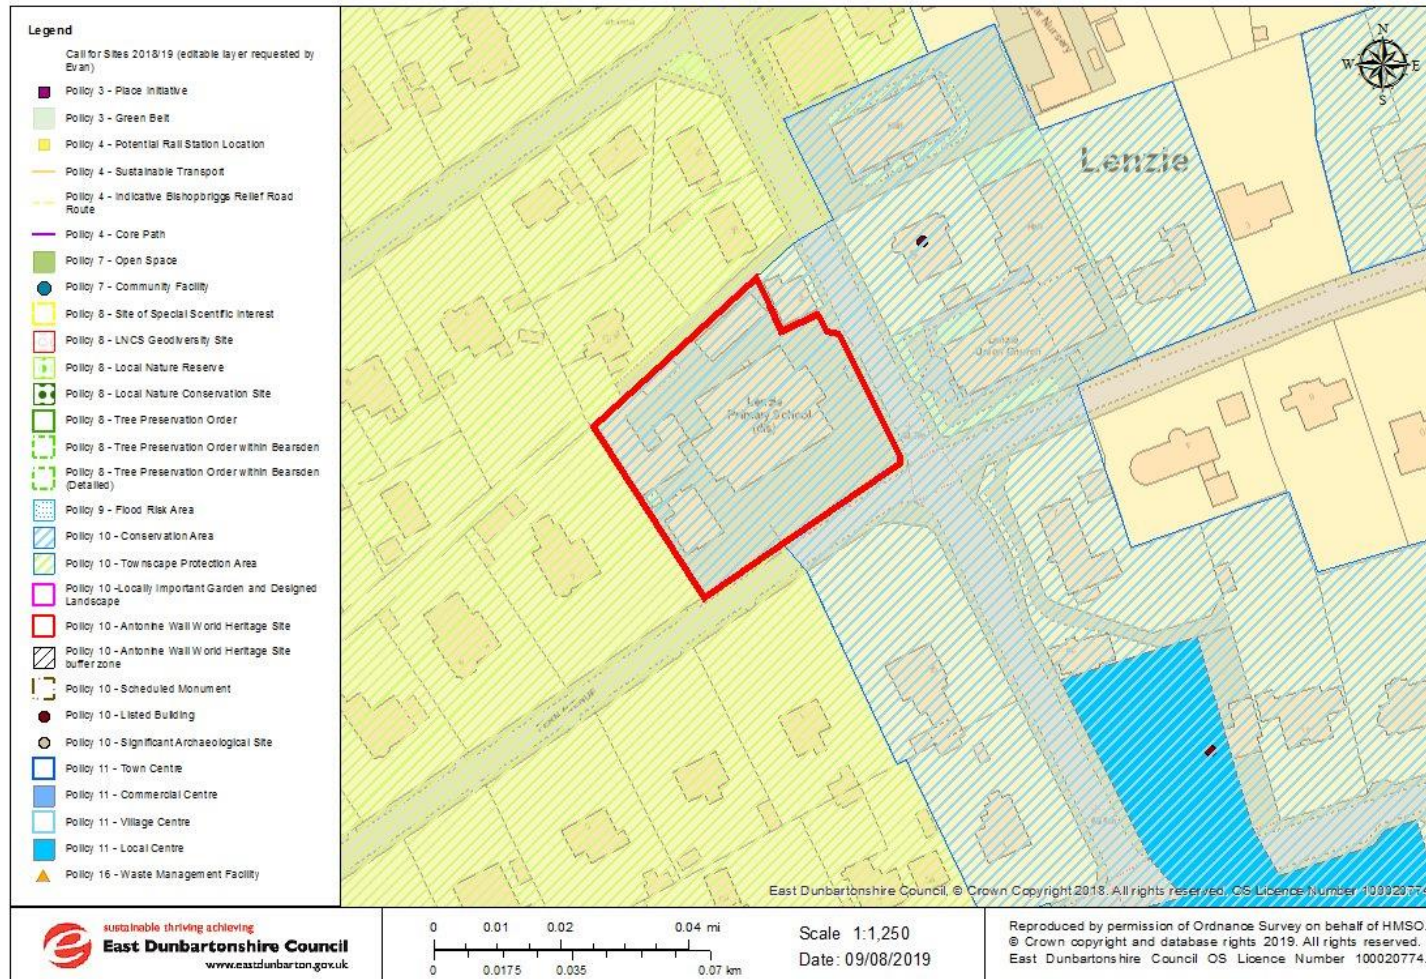 Legend
Call for Sites 2018/19 (editable layer requested by
Evan)
Policy 3 - Place Initiative
Policy 3 - Green Belt
Policy 4 - Potential Rail Station Location
Policy 4 - Sustainable Transport
Policy 4 - Indicative Bishopbriggs Relief Road
Route
Policy 4 - Core Path
Policy 7 - Open Space
Policy 7 - Community Facility
Policy 8 - Site of Special Scentific Interest
Policy 8 - LNCS Geodiversity Site
Policy 8 - Local Nature Reserve
Policy 8 - Local Nature Conservation Site
Policy 8 - Tree Preservation Order
Policy 8 - Tree Preservation Order within Bearsden
Policy 8 - Tree Preservation Order within Bearsden
(Detailed)
Policy 9 - Flood Risk Area
Policy 10 - Conservation Area
Policy 10 - Townscape Protection Area
Policy 10 -Locally Important Garden and Designed
Landscape
Policy 10 - Antonine Wall World Heritage Site
Policy 10 - Antonine Wall World Heritage Site
buffer zone
Policy 10 - Scheduled Monument
Policy 10 - Listed Building
Policy 10 - Significant Archaeological Site
Policy 11 - Town Centre
Policy 11 - Commercial Centre
Policy 11 - Village Centre
Policy 11 - Local Centre
Policy 16 - Waste Management Facility
Nursery
N
W E
S
Lenzie
Hall
Hall
Lenzie
Union Church
Lenzie
Primary School
(dis)
East Dunbartonshire Council, © Crown Copyright 2018. All rights reserved. OS Licence Number 100020774
sustainable thriving achieving
East Dunbartonshire Council
www.eastdunbarton.gov.uk
0 0.01 0.02 0.04 mi
0 0.0175 0.035 0.07 km
Scale 1:1,250
Date: 09/08/2019
Reproduced by permission of Ordnance Survey on behalf of HMSO.
© Crown copyright and database rights 2019. All rights reserved.
East Dunbartonshire Council OS Licence Number 100020774